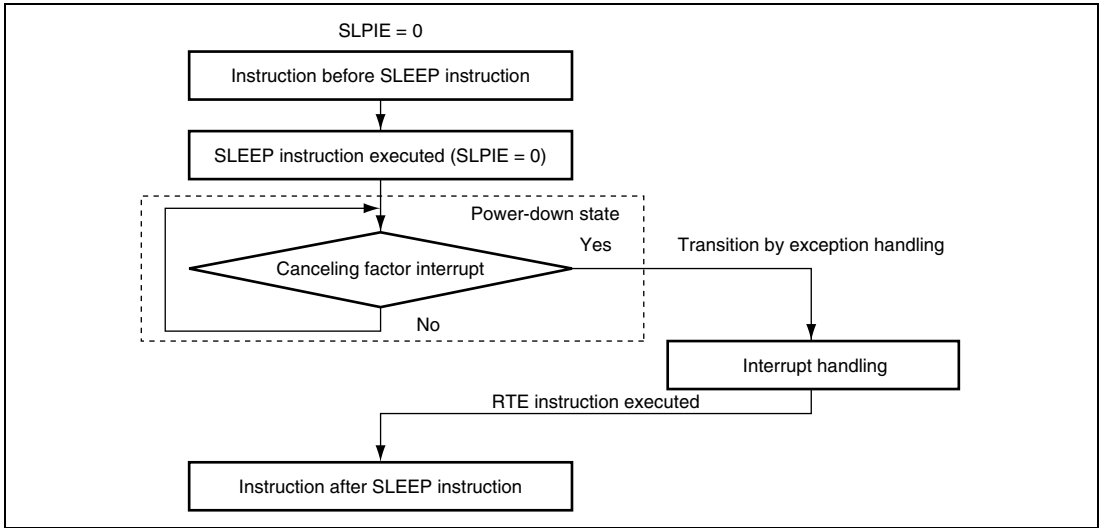 SLPIE = 0
Instruction before SLEEP instruction
SLEEP instruction executed (SLPIE = 0)
Power-down state
Yes
Transition by exception handling
Canceling factor interrupt
No
Interrupt handling
RTE instruction executed
Instruction after SLEEP instruction